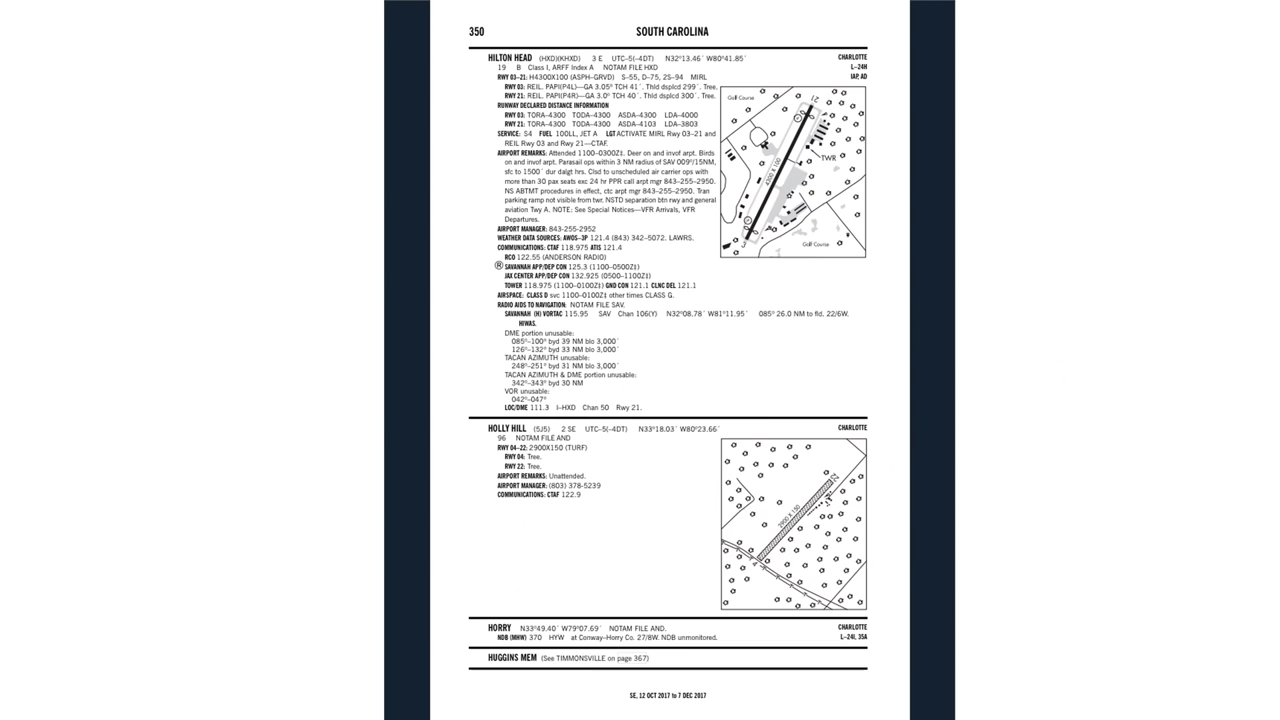 350 SOUTH CAROLINA
HILTON HEAD (HXD)(KHXD) 3 E UTC–5(–4DT) N32°13.46´ W80°41.85´ CHARLOTTE
19 B Class I, ARFF Index A NOTAM FILE HXD L–24H
RWY 03–21: H4300X100 (ASPH–GRVD) S–55, D–75, 2S–94 MIRL IAP, AD
RWY 03: REIL. PAPI(P4L)—GA 3.05° TCH 41´. Thld dsplcd 299´. Tree.
RWY 21: REIL. PAPI(P4R)—GA 3.0° TCH 40´. Thld dsplcd 300´. Tree.
RUNWAY DECLARED DISTANCE INFORMATION
RWY 03: TORA–4300 TODA–4300 ASDA–4300 LDA–4000
RWY 21: TORA–4300 TODA–4300 ASDA–4103 LDA–3803
SERVICE: S4 FUEL 100LL, JET A LGT ACTIVATE MIRL Rwy 03–21 and
REIL Rwy 03 and Rwy 21—CTAF.
AIRPORT REMARKS: Attended 1100–0300Z‡. Deer on and invof arpt. Birds
on and invof arpt. Parasail ops within 3 NM radius of SAV 009°/15NM,
sfc to 1500´ dur dalgt hrs. Clsd to unscheduled air carrier ops with
more than 30 pax seats exc 24 hr PPR call arpt mgr 843–255–2950.
NS ABTMT procedures in effect, ctc arpt mgr 843–255–2950. Tran
parking ramp not visible from twr. NSTD separation btn rwy and general
aviation Twy A. NOTE: See Special Notices—VFR Arrivals, VFR
Departures.
AIRPORT MANAGER: 843-255-2952
WEATHER DATA SOURCES: AWOS–3P 121.4 (843) 342–5072. LAWRS.
COMMUNICATIONS: CTAF 118.975 ATIS 121.4
RCO 122.55 (ANDERSON RADIO)
Ⓡ SAVANNAH APP/DEP CON 125.3 (1100–0500Z‡)
JAX CENTER APP/DEP CON 132.925 (0500–1100Z‡)
TOWER 118.975 (1100–0100Z‡) GND CON 121.1 CLNC DEL 121.1
AIRSPACE: CLASS D svc 1100–0100Z‡ other times CLASS G.
RADIO AIDS TO NAVIGATION: NOTAM FILE SAV.
SAVANNAH (H) VORTAC 115.95 SAV Chan 106(Y) N32°08.78´ W81°11.95´ 085° 26.0 NM to fld. 22/6W.
HIWAS.
DME portion unusable:
085°–100° byd 39 NM blo 3,000´
126°–132° byd 33 NM blo 3,000´
TACAN AZIMUTH unusable:
248°–251° byd 31 NM blo 3,000´
TACAN AZIMUTH & DME portion unusable:
342°–343° byd 30 NM
VOR unusable:
042°–047°
LOC/DME 111.3 I–HXD Chan 50 Rwy 21.
Golf Course
21
TWR
4300 X 100
3
Golf Course
HOLLY HILL (5J5) 2 SE UTC–5(–4DT) N33°18.03´ W80°23.66´ CHARLOTTE
96 NOTAM FILE AND
RWY 04–22: 2900X150 (TURF)
RWY 04: Tree.
RWY 22: Tree.
AIRPORT REMARKS: Unattended.
AIRPORT MANAGER: (803) 378-5239
COMMUNICATIONS: CTAF 122.9
22
2900 X 150
4
HORRY N33°49.40´ W79°07.69´ NOTAM FILE AND. CHARLOTTE
NDB (MHW) 370 HYW at Conway–Horry Co. 27/8W. NDB unmonitored. L–24I, 35A
HUGGINS MEM (See TIMMONSVILLE on page 367)
SE, 12 OCT 2017 to 7 DEC 2017